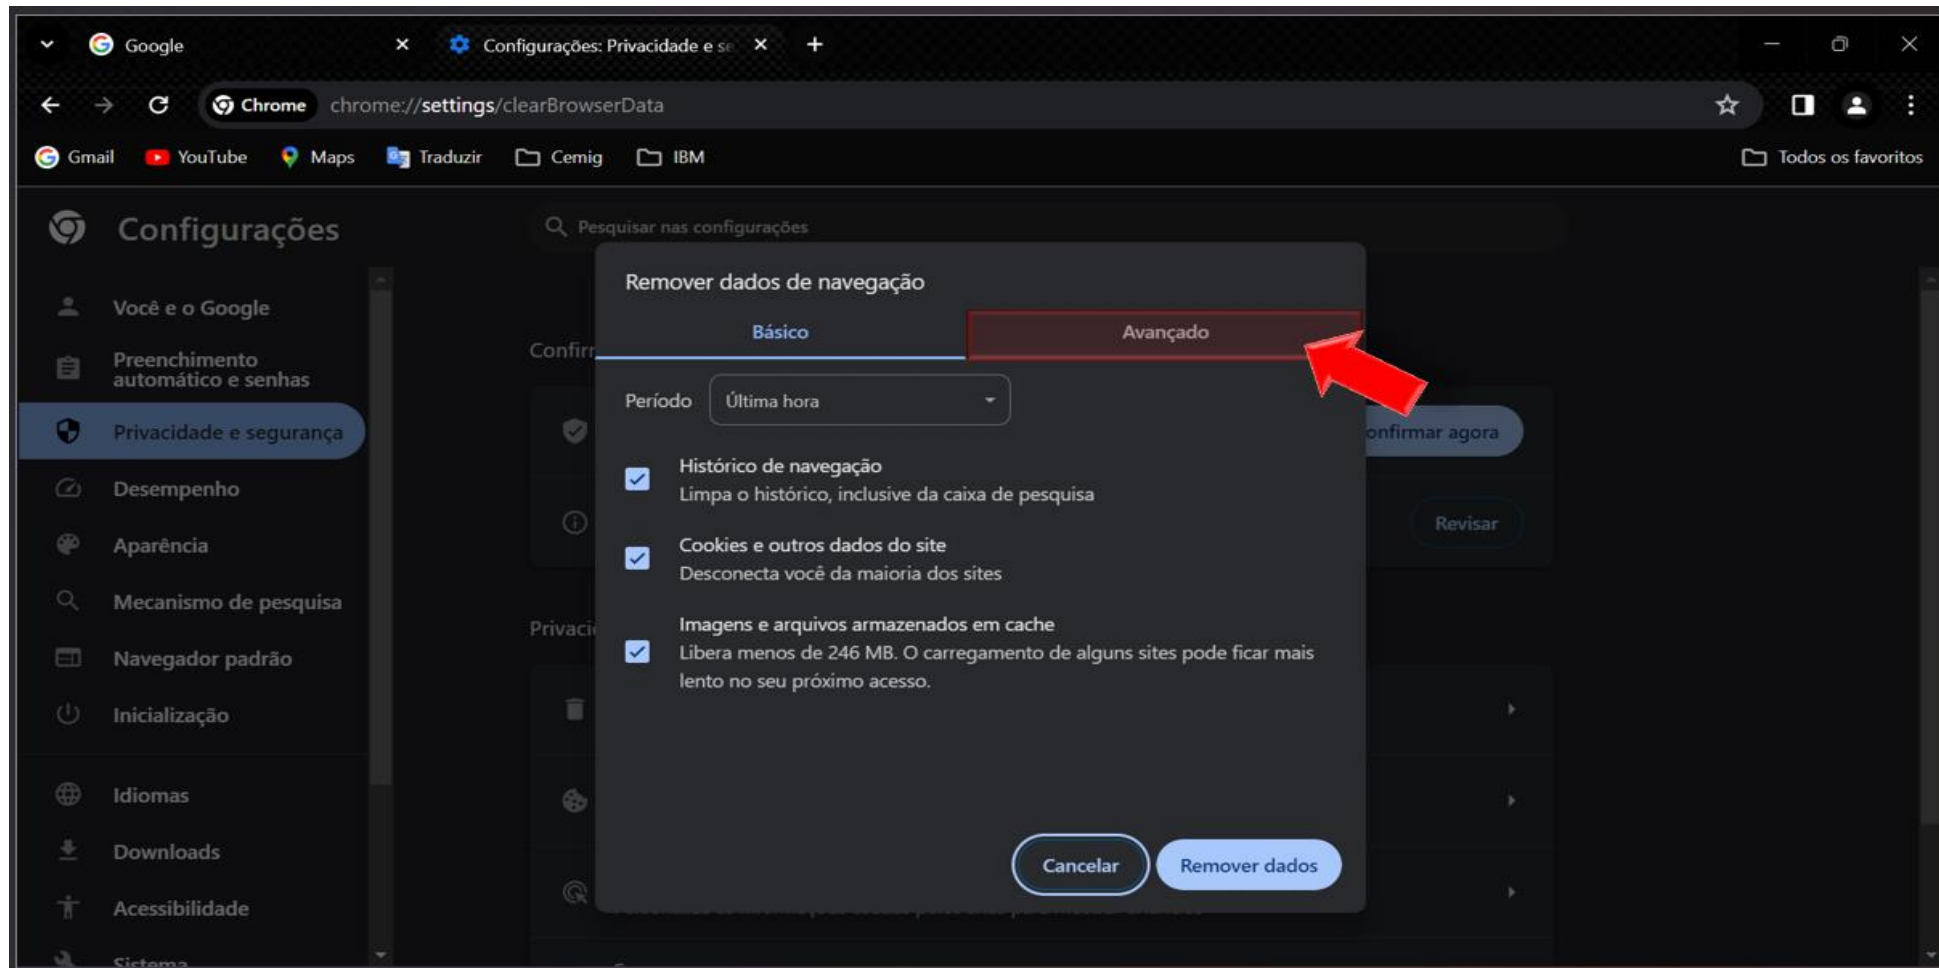 Google
Configurações: Privacidade e se
Chrome chrome://settings/clearBrowserData
Gmail YouTube Maps Traduzir Cemig IBM Todos os favoritos
Configurações
Pesquisar nas configurações
Você e o Google
Preenchimento
automático e senhas
Privacidade e segurança
Desempenho
Aparência
Mecanismo de pesquisa
Navegador padrão
Inicialização
Idiomas
Downloads
Acessibilidade
Sistema
Confirr
onfirmar agora
Revisar
Privaci
Remover dados de navegação
Básico Avançado
Período Última hora
Histórico de navegação
Limpa o histórico, inclusive da caixa de pesquisa
Cookies e outros dados do site
Desconecta você da maioria dos sites
Imagens e arquivos armazenados em cache
Libera menos de 246 MB. O carregamento de alguns sites pode ficar mais
lento no seu próximo acesso.
Cancelar Remover dados